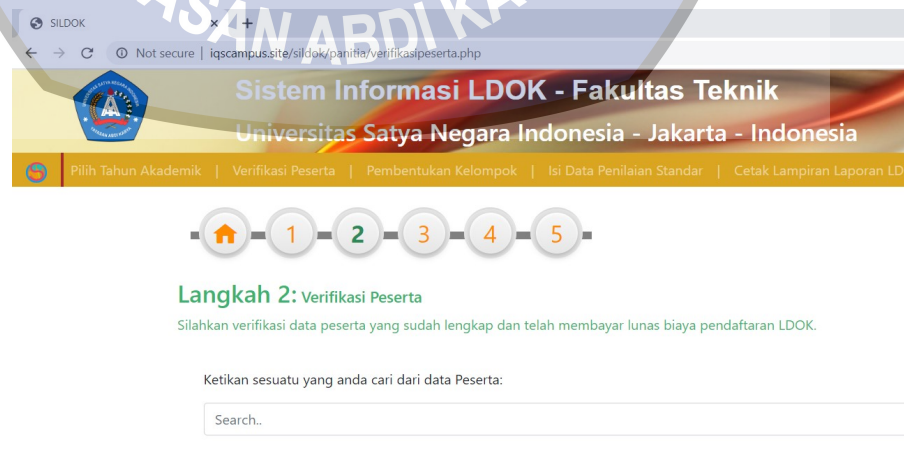 SILDOK
ASAN ABDI KA
Not secure | iqscampus.site/sildok/panitia/verifikasipeserta.php
Sistem Informasi LDOK - Fakultas Teknik
Universitas Satya Negara Indonesia - Jakarta - Indonesia
Pilih Tahun Akademik | Verifikasi Peserta | Pembentukan Kelompok | Isi Data Penilaian Standar | Cetak Lampiran Laporan LD
1 2 3 4 5
Langkah 2: Verifikasi Peserta
Silahkan verifikasi data peserta yang sudah lengkap dan telah membayar lunas biaya pendaftaran LDOK.
Ketikan sesuatu yang anda cari dari data Peserta:
Search..